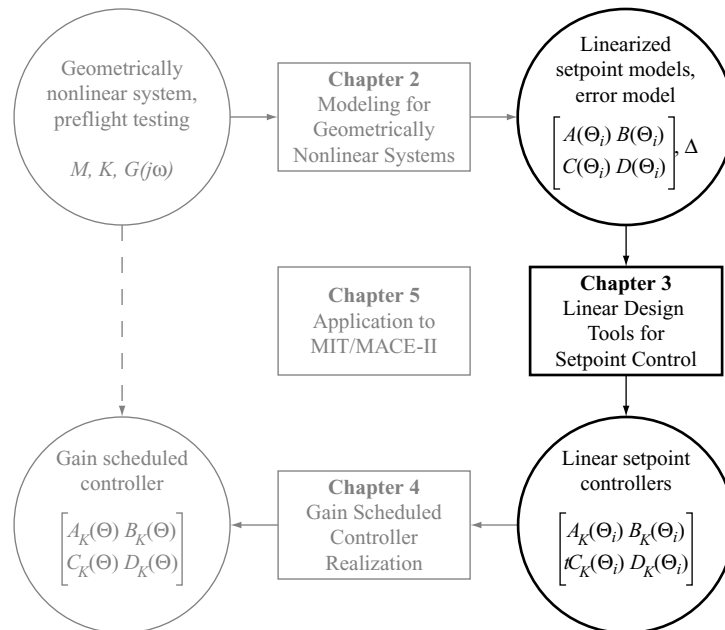 Geometrically
nonlinear system,
preflight testing
M, K, G(jω)
Chapter 2
Modeling for
Geometrically
Nonlinear Systems
Linearized
setpoint models,
error model
[A(Θi) B(Θi)
C(Θi) D(Θi)], Δ
Chapter 5
Application to
MIT/MACE-II
Chapter 3
Linear Design
Tools for
Setpoint Control
Gain scheduled
controller
[AK(Θ) BK(Θ)
CK(Θ) DK(Θ)]
Chapter 4
Gain Scheduled
Controller
Realization
Linear setpoint
controllers
[AK(Θi) BK(Θi)
tCK(Θi) DK(Θi)]